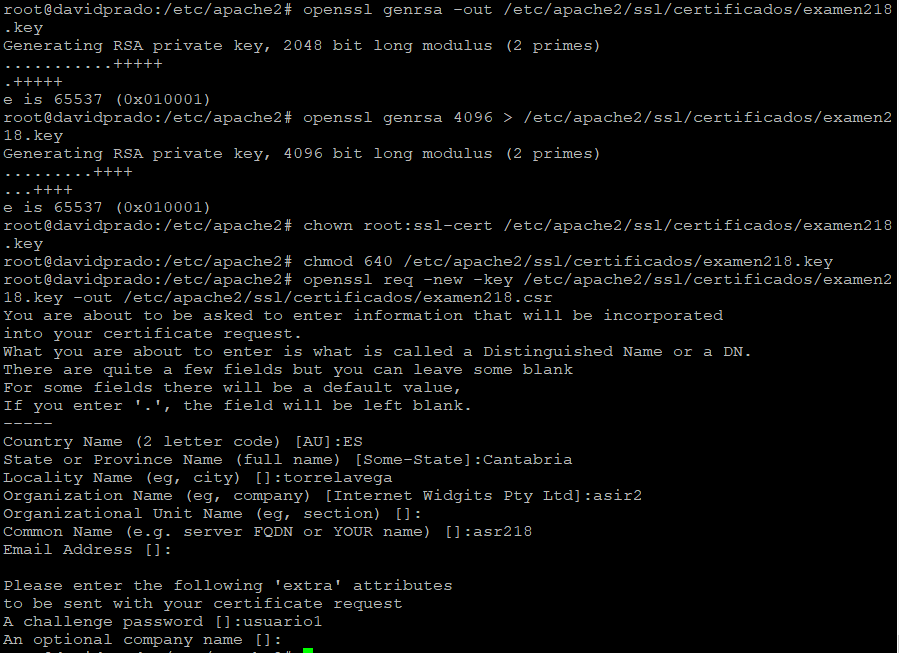 root@davidprado:/etc/apache2# openssl genrsa -out /etc/apache2/ssl/certificados/examen218
.key
Generating RSA private key, 2048 bit long modulus (2 primes)
...........+++++
.+++++
e is 65537 (0x010001)
root@davidprado:/etc/apache2# openssl genrsa 4096 > /etc/apache2/ssl/certificados/examen2
18.key
Generating RSA private key, 4096 bit long modulus (2 primes)
.........++++
...++++
e is 65537 (0x010001)
root@davidprado:/etc/apache2# chown root:ssl-cert /etc/apache2/ssl/certificados/examen218
.key
root@davidprado:/etc/apache2# chmod 640 /etc/apache2/ssl/certificados/examen218.key
root@davidprado:/etc/apache2# openssl req -new -key /etc/apache2/ssl/certificados/examen2
18.key -out /etc/apache2/ssl/certificados/examen218.csr
You are about to be asked to enter information that will be incorporated
into your certificate request.
What you are about to enter is what is called a Distinguished Name or a DN.
There are quite a few fields but you can leave some blank
For some fields there will be a default value,
If you enter '.', the field will be left blank.
-----
Country Name (2 letter code) [AU]:ES
State or Province Name (full name) [Some-State]:Cantabria
Locality Name (eg, city) []:torrelavega
Organization Name (eg, company) [Internet Widgits Pty Ltd]:asir2
Organizational Unit Name (eg, section) []:
Common Name (e.g. server FQDN or YOUR name) []:asr218
Email Address []:

Please enter the following 'extra' attributes
to be sent with your certificate request
A challenge password []:usuario1
An optional company name []: